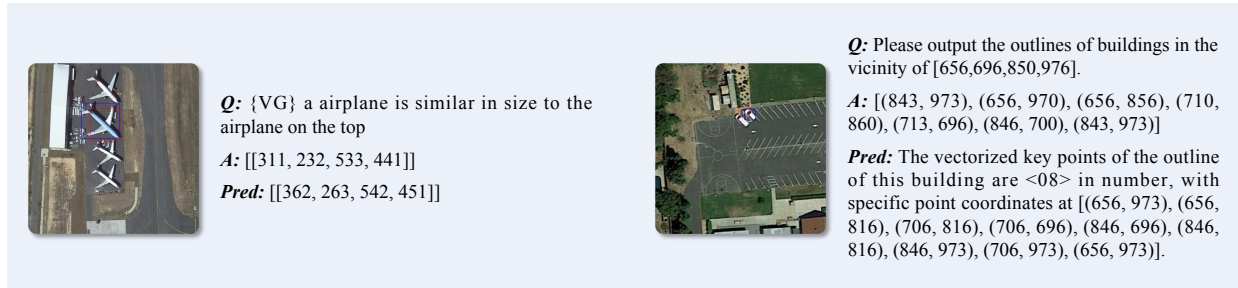 Q: {VG} a airplane is similar in size to the
airplane on the top
A: [[311, 232, 533, 441]]
Pred: [[362, 263, 542, 451]]
Q: Please output the outlines of buildings in the
vicinity of [656,696,850,976].
A: [(843, 973), (656, 970), (656, 856), (710,
860), (713, 696), (846, 700), (843, 973)]
Pred: The vectorized key points of the outline
of this building are <08> in number, with
specific point coordinates at [(656, 973), (656,
816), (706, 816), (706, 696), (846, 696), (846,
816), (846, 973), (706, 973), (656, 973)].